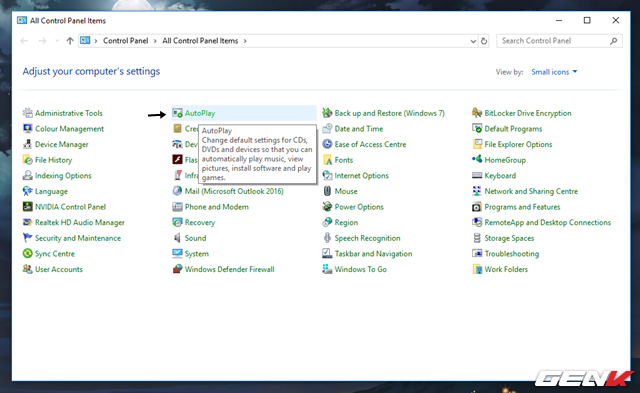 All Control Panel Items
Control Panel > All Control Panel Items >
Search Control Panel
Adjust your computer's settings
View by: Small icons
Administrative Tools
AutoPlay
Back up and Restore (Windows 7)
BitLocker Drive Encryption
Colour Management
Cre
Date and Time
Default Programs
Device Manager
Dev
Ease of Access Centre
File Explorer Options
File History
Flas
Fonts
HomeGroup
Indexing Options
Infra
Internet Options
Keyboard
Language
Mail (Microsoft Outlook 2016)
Mouse
Network and Sharing Centre
NVIDIA Control Panel
Phone and Modem
Power Options
Programs and Features
Realtek HD Audio Manager
Recovery
Region
RemoteApp and Desktop Connections
Security and Maintenance
Sound
Speech Recognition
Storage Spaces
Sync Centre
System
Taskbar and Navigation
Troubleshooting
User Accounts
Windows Defender Firewall
Windows To Go
Work Folders
AutoPlay
Change default settings for CDs,
DVDs and devices so that you can
automatically play music, view
pictures, install software and play
games.
GENK